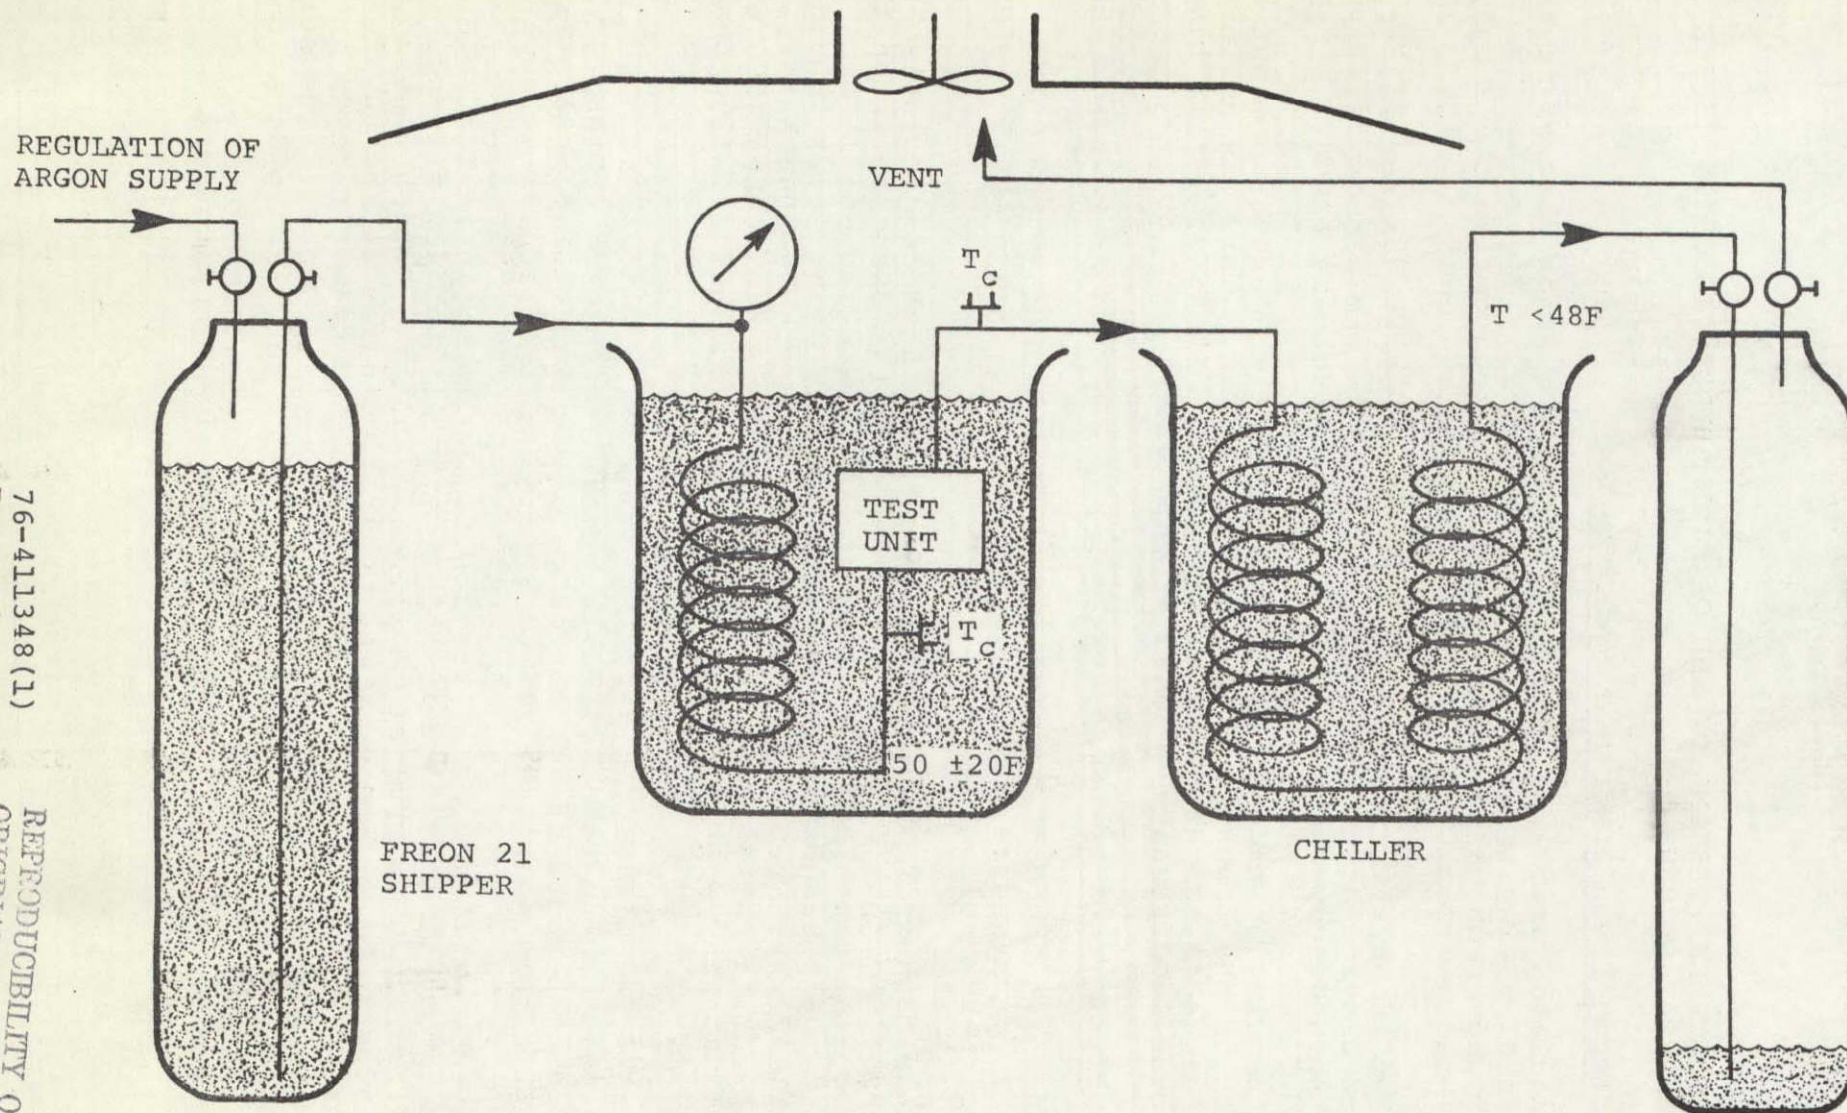 REGULATION OF
ARGON SUPPLY
VENT
T
c
T <48F
TEST
UNIT
T
c
50 ±20F
FREON 21
SHIPPER
CHILLER
76-411348(1)
REPRODUCIBILITY O